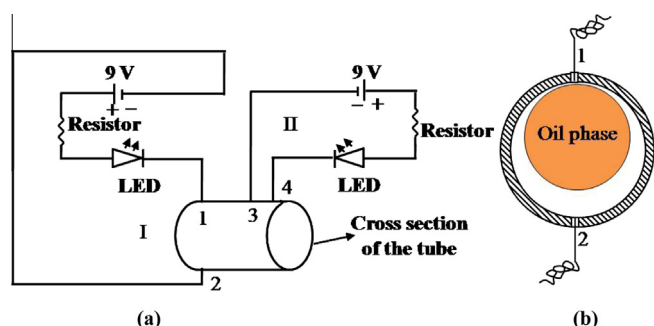 9 V
+ −
Resistor
LED
I
1
2
3
4
II
9 V
− +
Resistor
LED
Cross section
of the tube
(a)
1
Oil phase
2
(b)